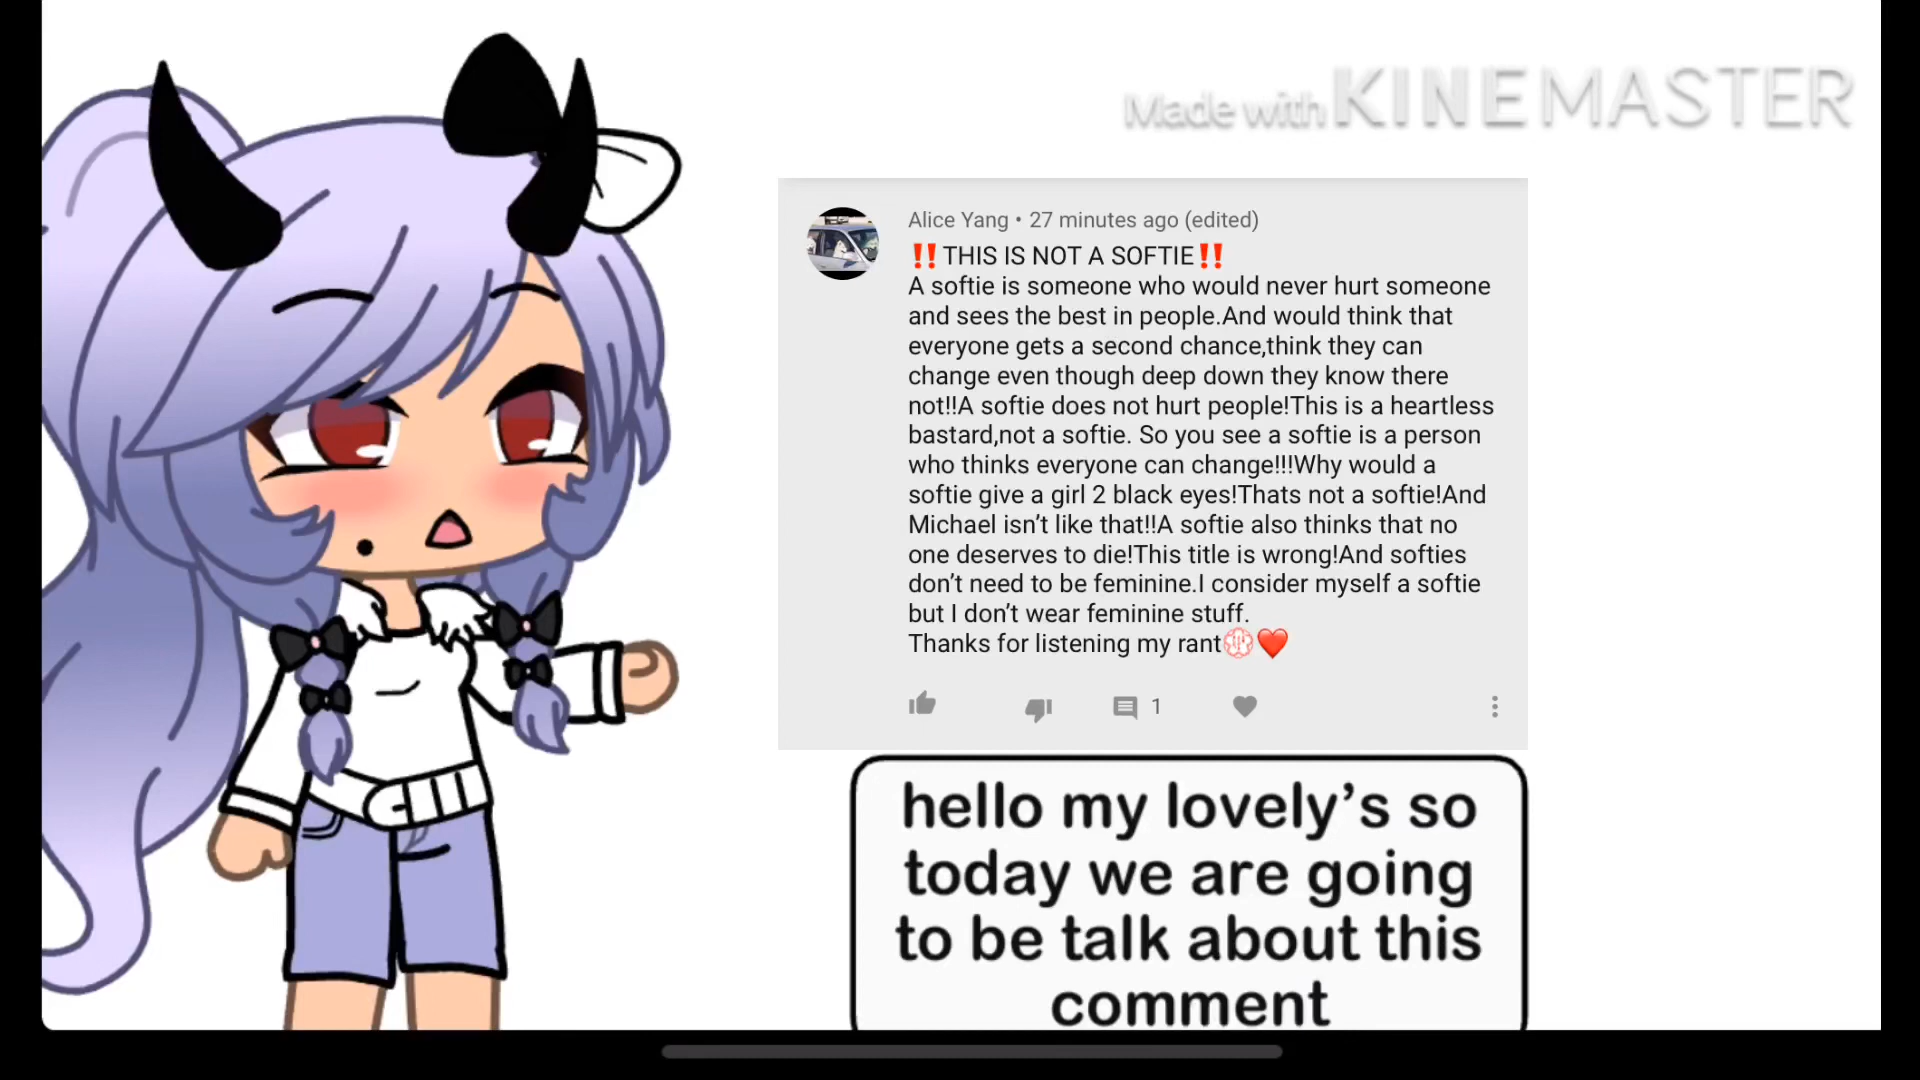 Made with KINEMASTER
Alice Yang • 27 minutes ago (edited)
‼️THIS IS NOT A SOFTIE‼️
A softie is someone who would never hurt someone
and sees the best in people.And would think that
everyone gets a second chance,think they can
change even though deep down they know there
not!!A softie does not hurt people!This is a heartless
bastard,not a softie. So you see a softie is a person
who thinks everyone can change!!!Why would a
softie give a girl 2 black eyes!Thats not a softie!And
Michael isn’t like that!!A softie also thinks that no
one deserves to die!This title is wrong!And softies
don’t need to be feminine.I consider myself a softie
but I don’t wear feminine stuff.
Thanks for listening my rant💮❤️
1
hello my lovely’s so
today we are going
to be talk about this
comment